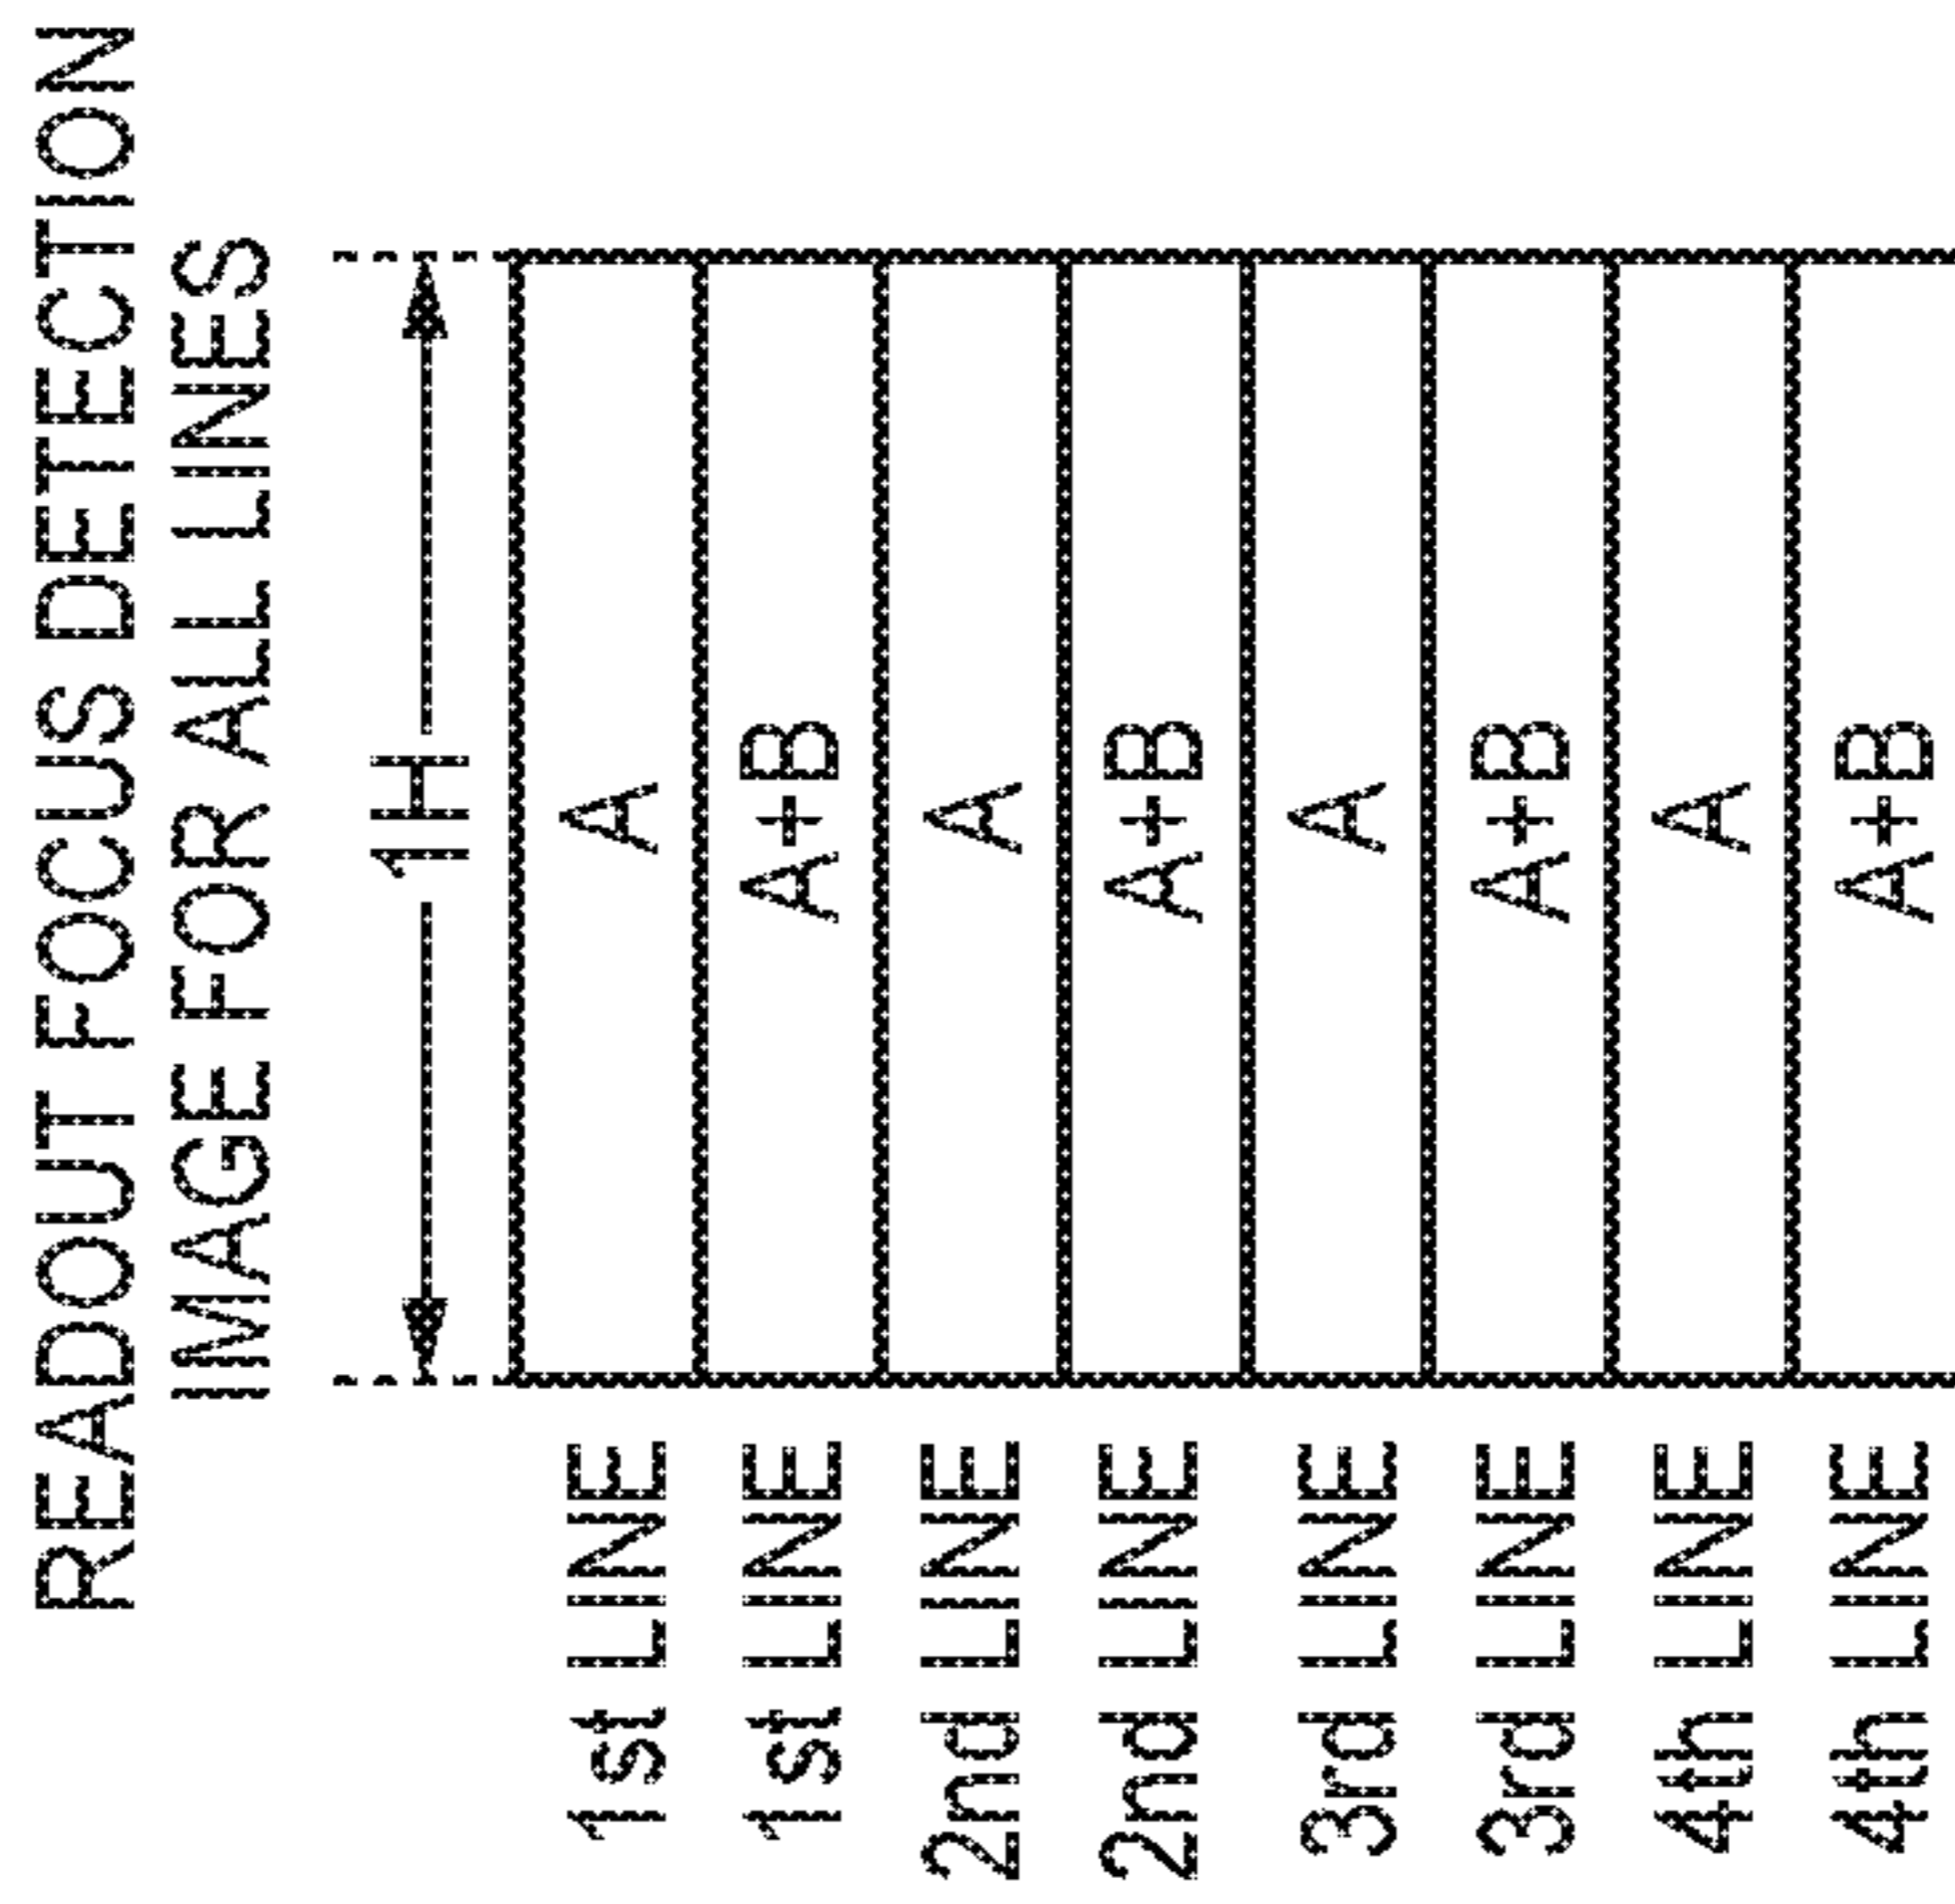 READOUT FOCUS DETECTION
IMAGE FOR ALL LINES
1H
1st LINE A
1st LINE A+B
2nd LINE A
2nd LINE A+B
3rd LINE A
3rd LINE A+B
4th LINE A
4th LINE A+B